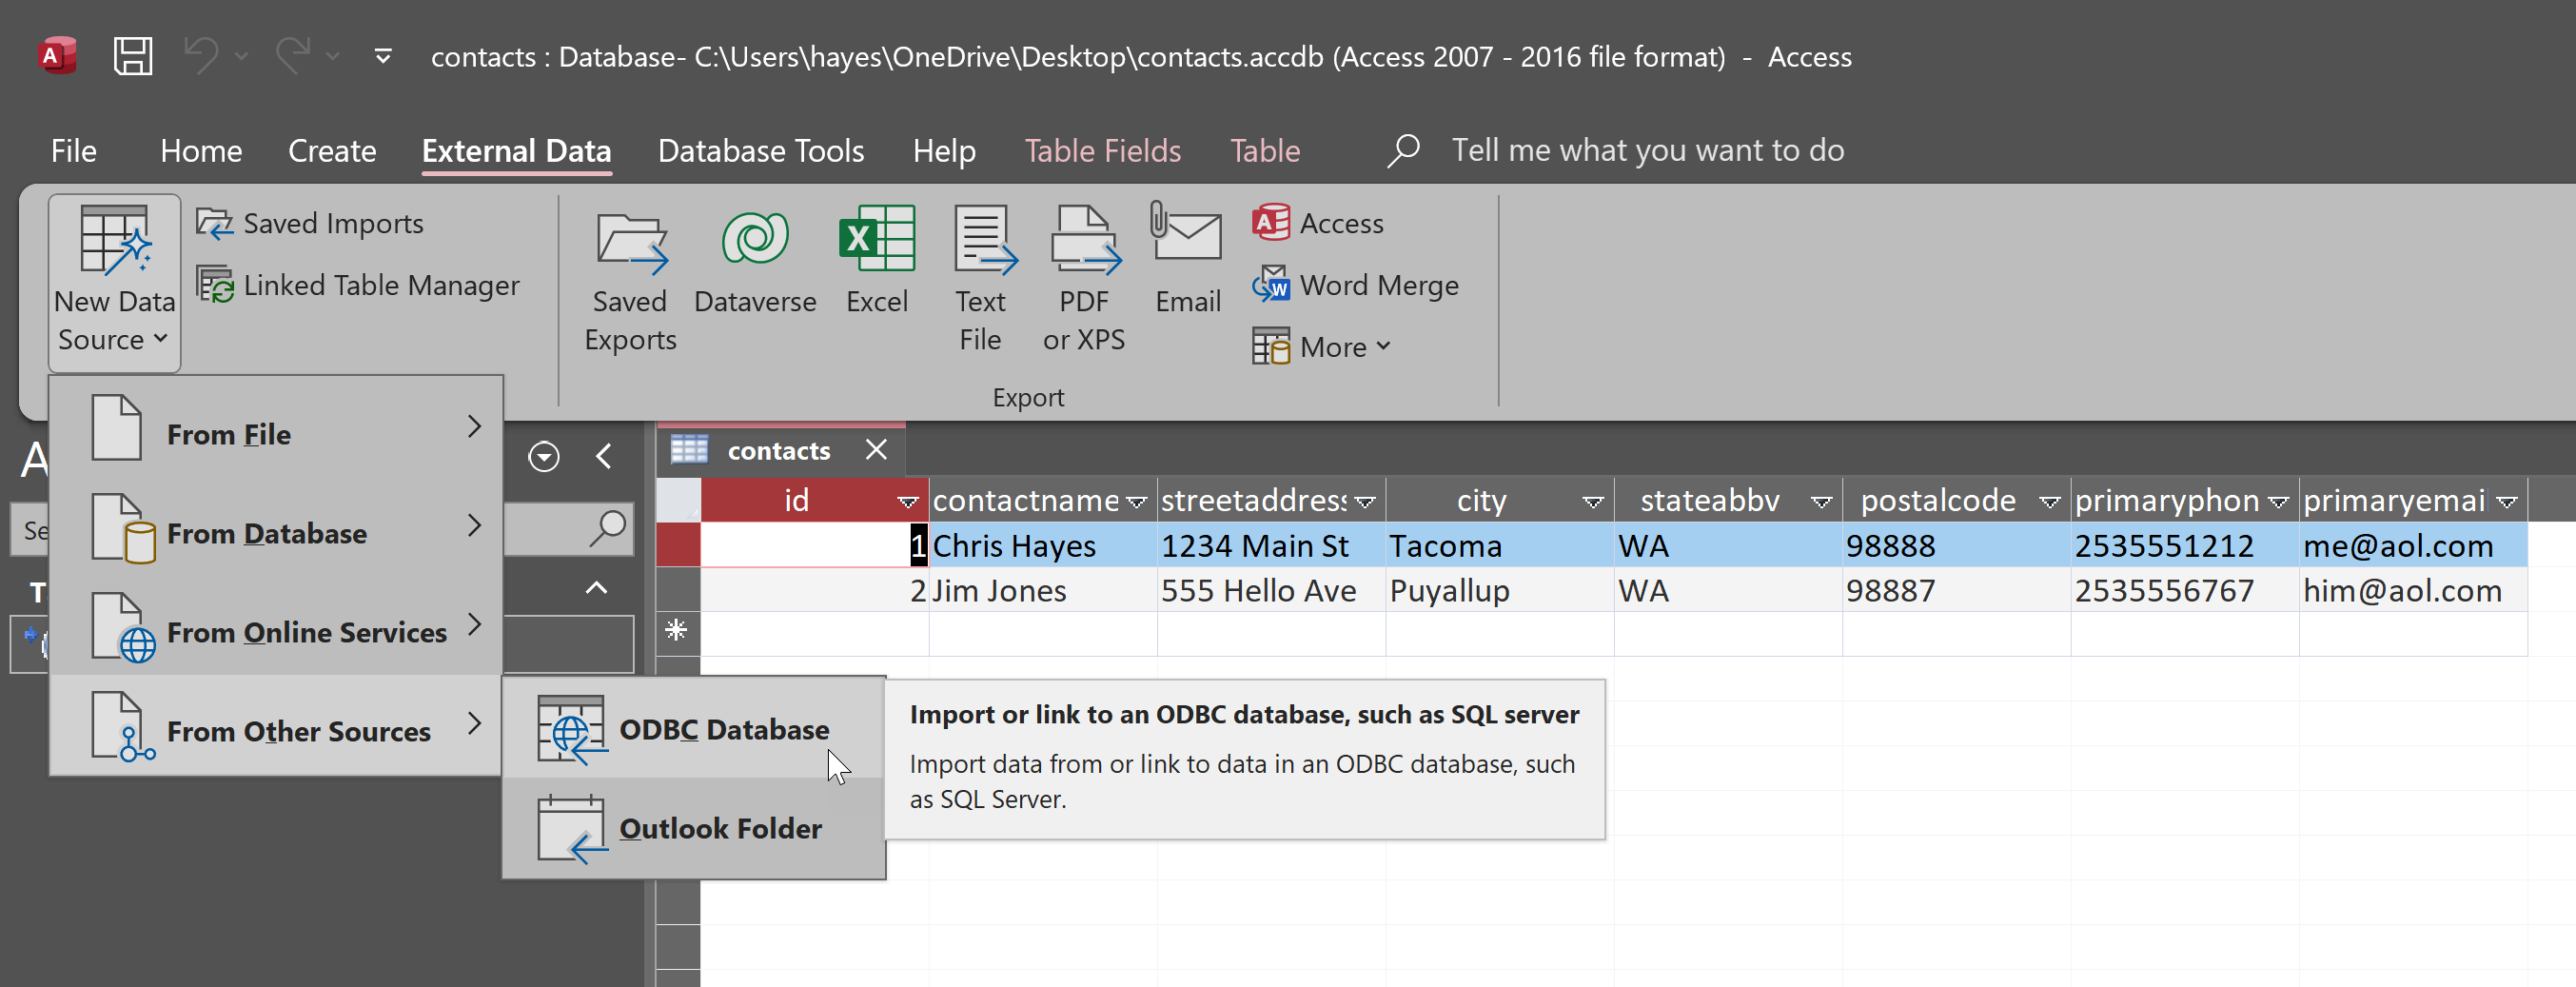 contacts : Database- C:\Users\hayes\OneDrive\Desktop\contacts.accdb (Access 2007 - 2016 file format) - Access
File Home Create External Data Database Tools Help Table Fields Table Tell me what you want to do
New Data Source
Saved Imports
Linked Table Manager
Saved Exports
Dataverse
Excel
Text File
PDF or XPS
Email
Access
Word Merge
More
Export
From File
From Database
From Online Services
From Other Sources
ODBC Database
Outlook Folder
Import or link to an ODBC database, such as SQL server
Import data from or link to data in an ODBC database, such
as SQL Server.
contacts
id contactname streetaddress city stateabbv postalcode primaryphon primaryemai
1 Chris Hayes 1234 Main St Tacoma WA 98888 2535551212 me@aol.com
2 Jim Jones 555 Hello Ave Puyallup WA 98887 2535556767 him@aol.com